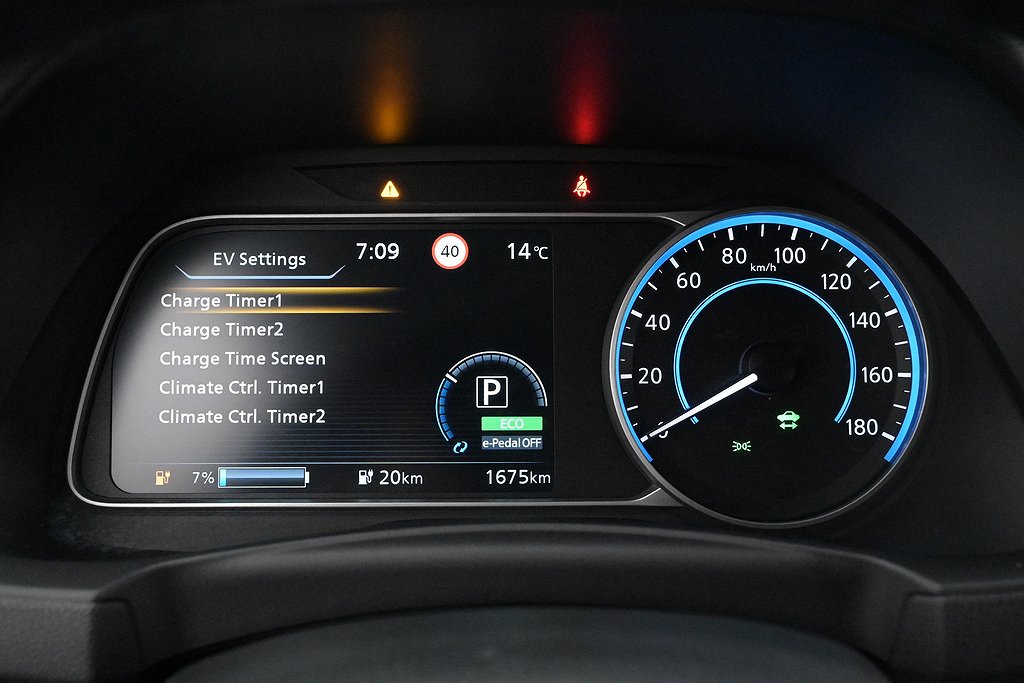 EV Settings 7:09 40 14°C
Charge Timer1
Charge Timer2
Charge Time Screen
Climate Ctrl. Timer1
Climate Ctrl. Timer2
P
ECO
e-Pedal OFF
7% 20km 1675km
0 20 40 60 80 100 120 140 160 180
km/h